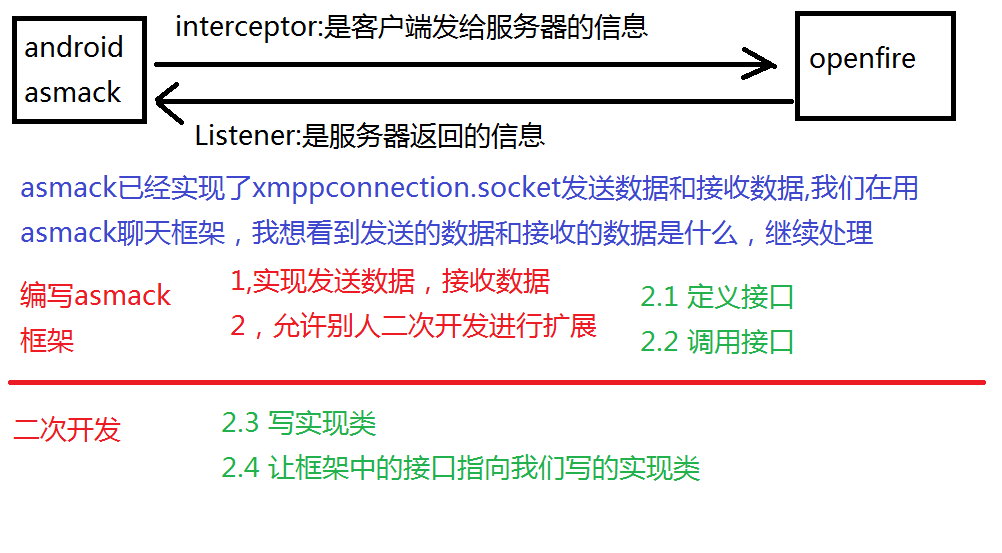 interceptor:是客户端发给服务器的信息
android
asmack
openfire
Listener:是服务器返回的信息
asmack已经实现了xmppconnection.socket发送数据和接收数据,我们在用
asmack聊天框架，我想看到发送的数据和接收的数据是什么，继续处理
编写asmack
框架
1,实现发送数据，接收数据
2，允许别人二次开发进行扩展
2.1 定义接口
2.2 调用接口
二次开发
2.3 写实现类
2.4 让框架中的接口指向我们写的实现类